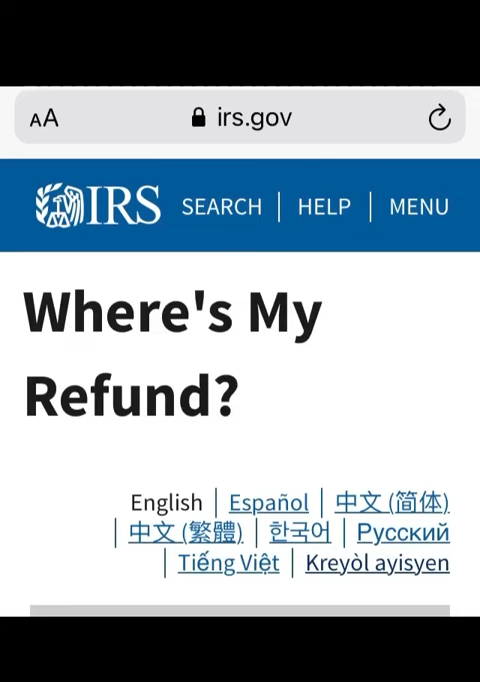 AA irs.gov
IRS SEARCH | HELP | MENU
Where's My
Refund?
English | Español | 中文 (简体)
| 中文 (繁體) | 한국어 | Русский
| Tiếng Việt | Kreyòl ayisyen